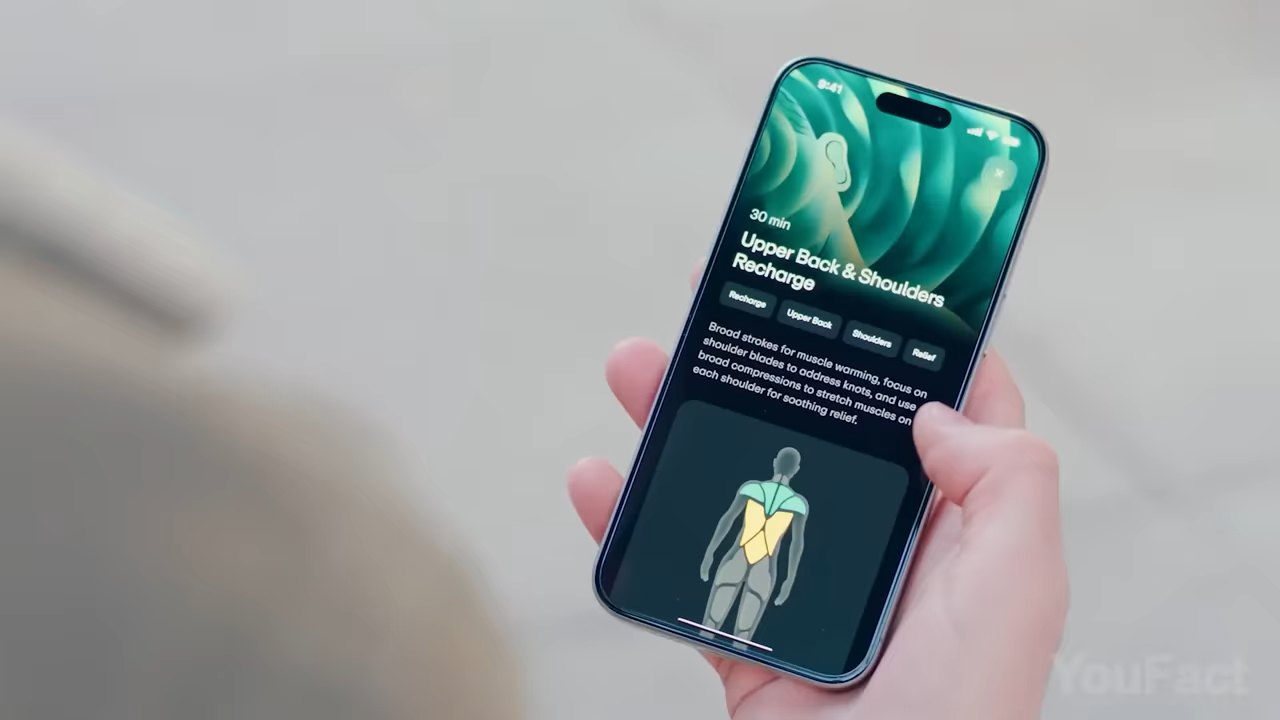 9:41
30 min
Upper Back & Shoulders
Recharge
Recharge Upper Back Shoulders Relief
Broad strokes for muscle warming, focus on
shoulder blades to address knots, and use
broad compressions to stretch muscles on
each shoulder for soothing relief.
YouFact